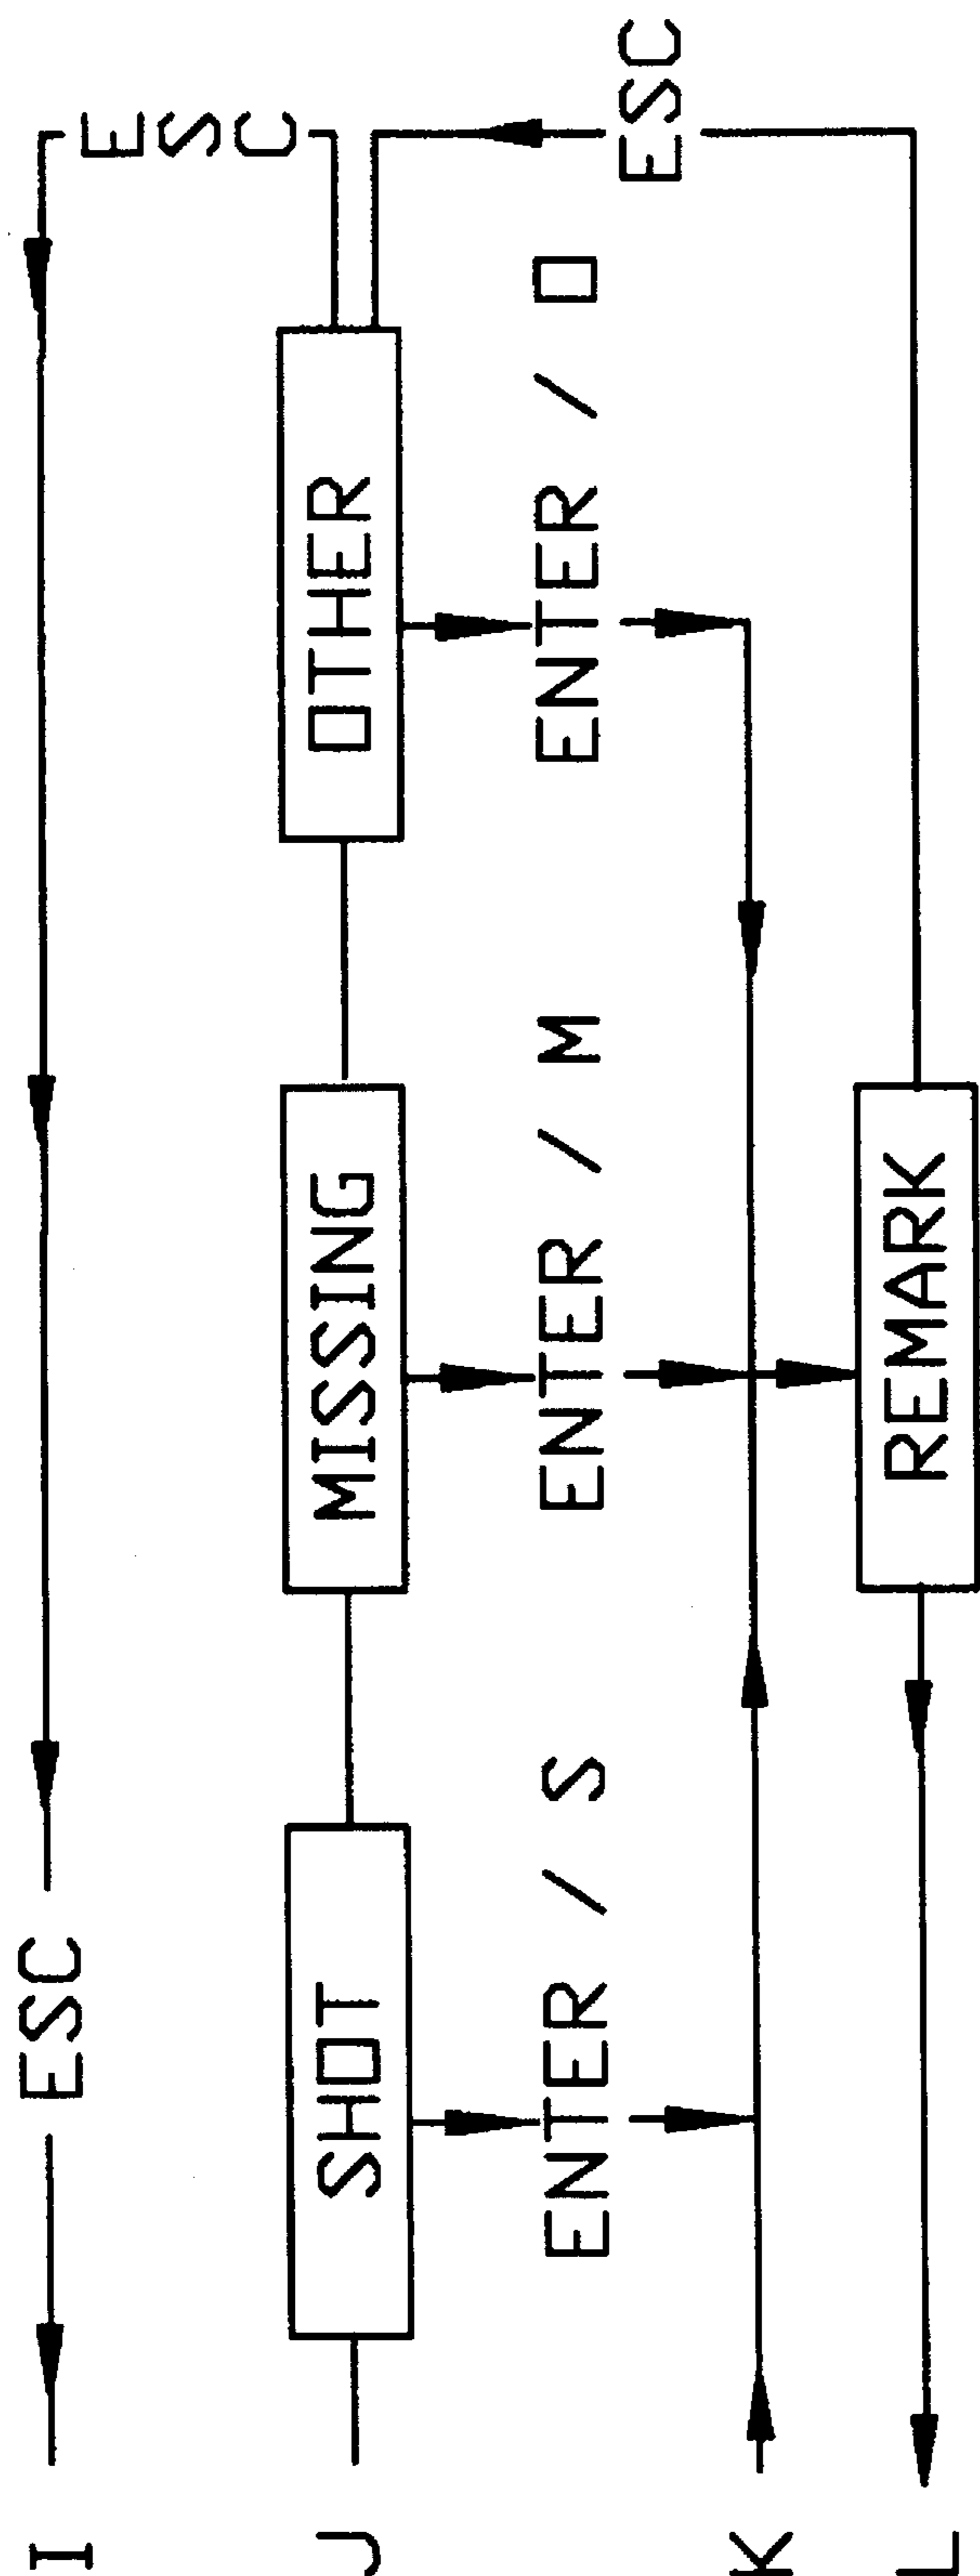 I ESC
ESC
J SHOT MISSING OTHER
ENTER / S ENTER / M ENTER / O
ESC
K
L REMARK